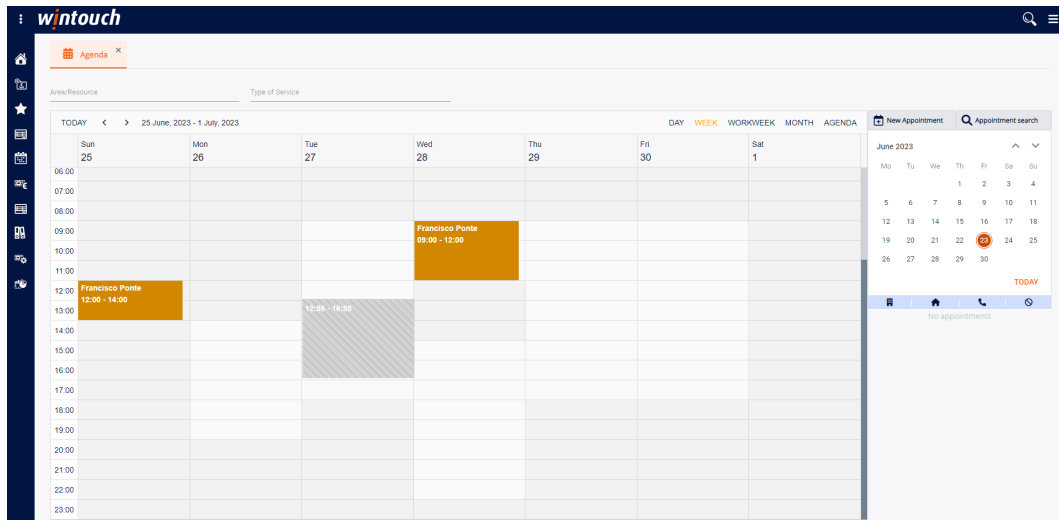 wintouch
Agenda ×
Area/Resource Type of Service
TODAY < > 25 June, 2023 - 1 July, 2023 DAY WEEK WORKWEEK MONTH AGENDA
New Appointment Appointment search
Sun Mon Tue Wed Thu Fri Sat
25 26 27 28 29 30 1
June 2023
Mo Tu We Th Fr Sa Su
1 2 3 4
5 6 7 8 9 10 11
12 13 14 15 16 17 18
19 20 21 22 23 24 25
26 27 28 29 30
TODAY
No appointments
06:00
07:00
08:00
09:00
Francisco Ponte
09:00 - 12:00
10:00
11:00
12:00
Francisco Ponte
12:00 - 14:00
13:00
12:55 - 16:55
14:00
15:00
16:00
17:00
18:00
19:00
20:00
21:00
22:00
23:00